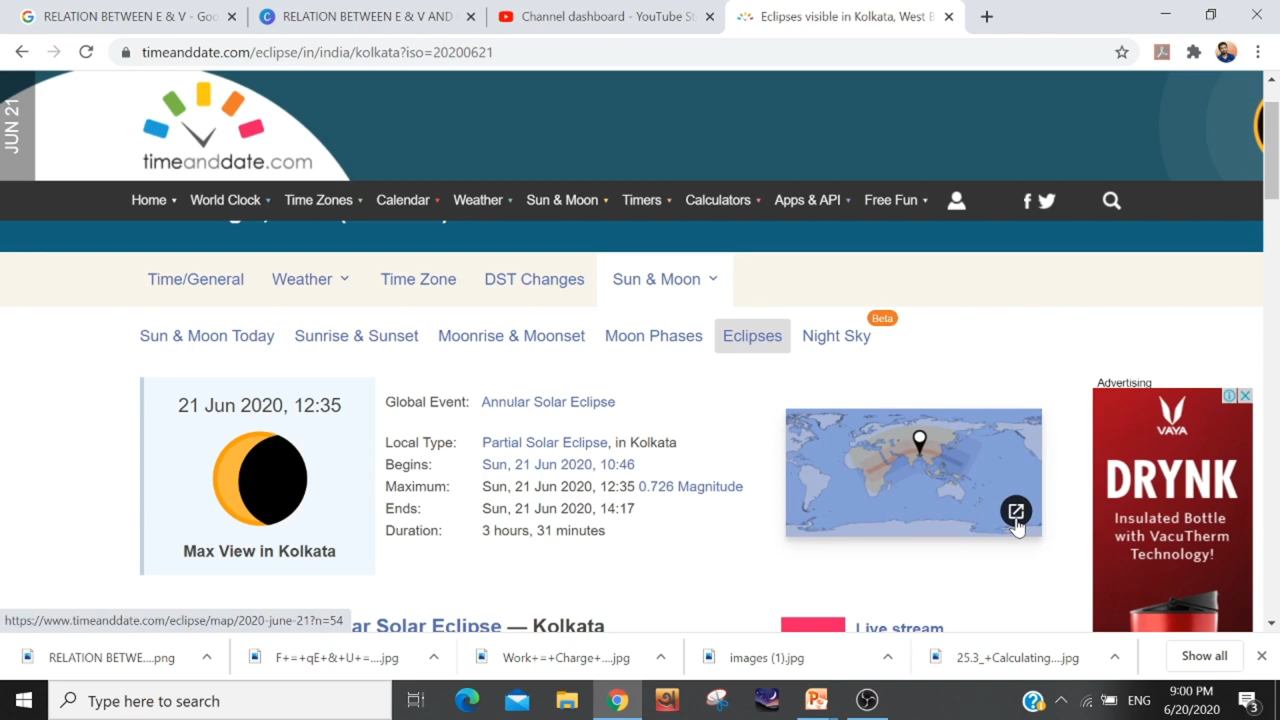 RELATION BETWEEN E & V - Goo
RELATION BETWEEN E & V AND
Channel dashboard - YouTube St
Eclipses visible in Kolkata, West B
timeanddate.com/eclipse/in/india/kolkata?iso=20200621
JUN 21
timeanddate.com
Home World Clock Time Zones Calendar Weather Sun & Moon Timers Calculators Apps & API Free Fun
Time/General Weather Time Zone DST Changes Sun & Moon
Beta
Sun & Moon Today Sunrise & Sunset Moonrise & Moonset Moon Phases Eclipses Night Sky
21 Jun 2020, 12:35
Max View in Kolkata
Global Event: Annular Solar Eclipse
Local Type: Partial Solar Eclipse, in Kolkata
Begins: Sun, 21 Jun 2020, 10:46
Maximum: Sun, 21 Jun 2020, 12:35 0.726 Magnitude
Ends: Sun, 21 Jun 2020, 14:17
Duration: 3 hours, 31 minutes
Advertising
VAYA
DRYNK
Insulated Bottle
with VacuTherm
Technology!
https://www.timeanddate.com/eclipse/map/2020-june-21?n=54
ar Solar Eclipse — Kolkata
Live stream
RELATION BETWE....png
F+=+qE+&+U+=....jpg
Work+=+Charge+....jpg
images (1).jpg
25.3_+Calculating....jpg
Show all
Type here to search
ENG
9:00 PM
6/20/2020
3